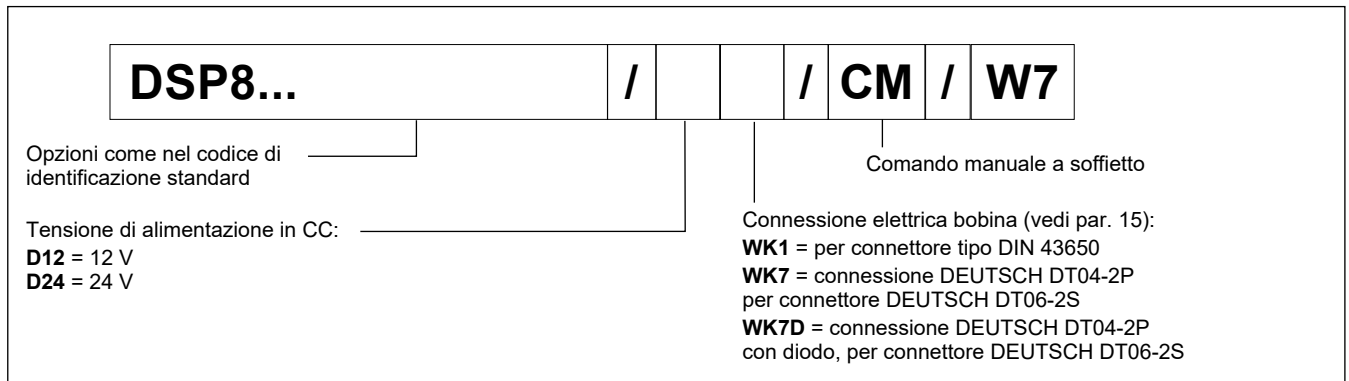 DSP8... / / CM / W7
Opzioni come nel codice di
identificazione standard
Comando manuale a soffietto
Tensione di alimentazione in CC:
D12 = 12 V
D24 = 24 V
Connessione elettrica bobina (vedi par. 15):
WK1 = per connettore tipo DIN 43650
WK7 = connessione DEUTSCH DT04-2P
per connettore DEUTSCH DT06-2S
WK7D = connessione DEUTSCH DT04-2P
con diodo, per connettore DEUTSCH DT06-2S